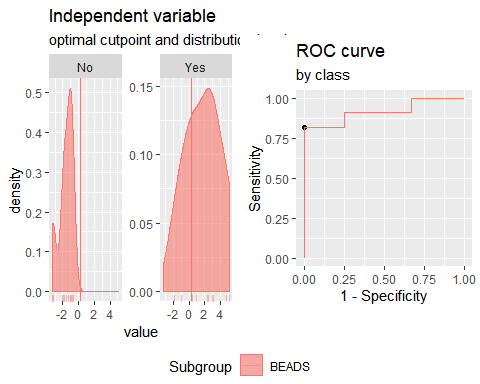 Independent variable
optimal cutpoint and distributio
No
Yes
density
0.5
0.4
0.3
0.2
0.1
0.0
0.15
0.10
0.05
0.00
-2 0 2 4
-2 0 2 4
value
ROC curve
by class
Sensitivity
1.00
0.75
0.50
0.25
0.00
0.00 0.25 0.50 0.75 1.00
1 - Specificity
Subgroup
BEADS